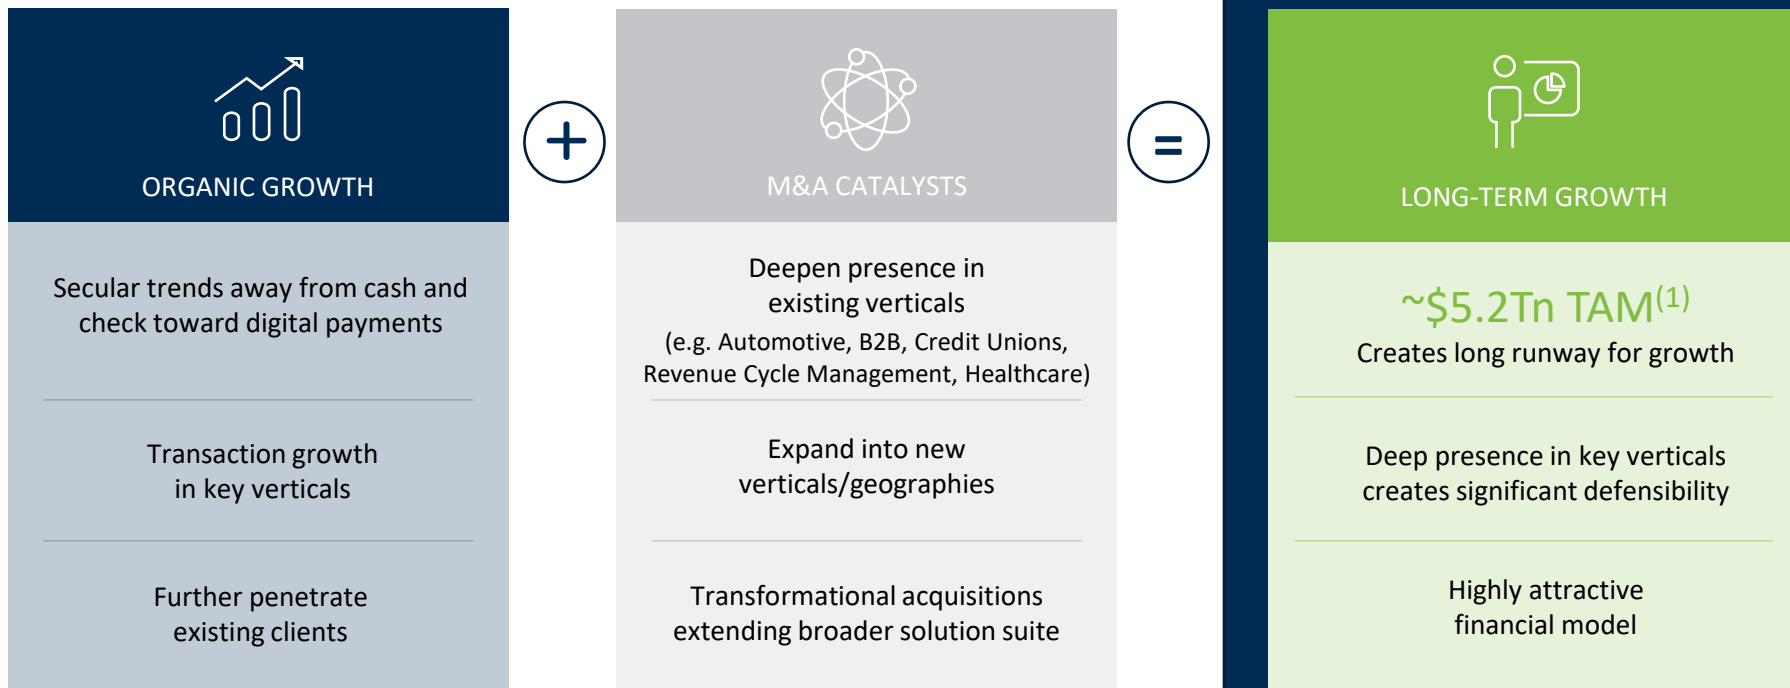 ORGANIC GROWTH
Secular trends away from cash and
check toward digital payments
Transaction growth
in key verticals
Further penetrate
existing clients
+
M&A CATALYSTS
Deepen presence in
existing verticals
(e.g. Automotive, B2B, Credit Unions,
Revenue Cycle Management, Healthcare)
Expand into new
verticals/geographies
Transformational acquisitions
extending broader solution suite
=
LONG-TERM GROWTH
~$5.2Tn TAM(1)
Creates long runway for growth
Deep presence in key verticals
creates significant defensibility
Highly attractive
financial model